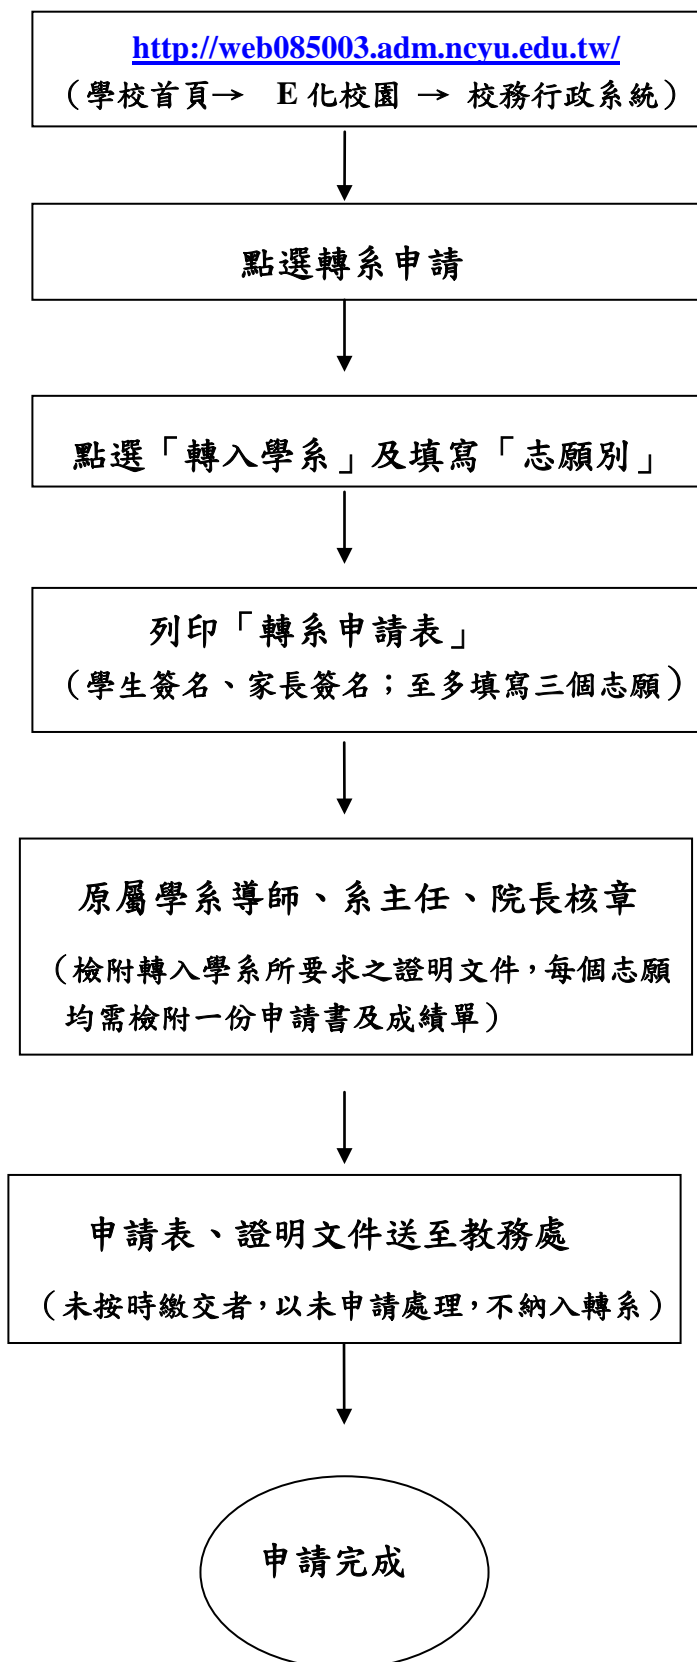 http://web085003.adm.ncyu.edu.tw/
（學校首頁→ E 化校園 → 校務行政系統）
點選轉系申請
點選「轉入學系」及填寫「志願別」
列印「轉系申請表」
（學生簽名、家長簽名；至多填寫三個志願）
原屬學系導師、系主任、院長核章
（檢附轉入學系所要求之證明文件，每個志願
均需檢附一份申請書及成績單）
申請表、證明文件送至教務處
（未按時繳交者，以未申請處理，不納入轉系）
申請完成